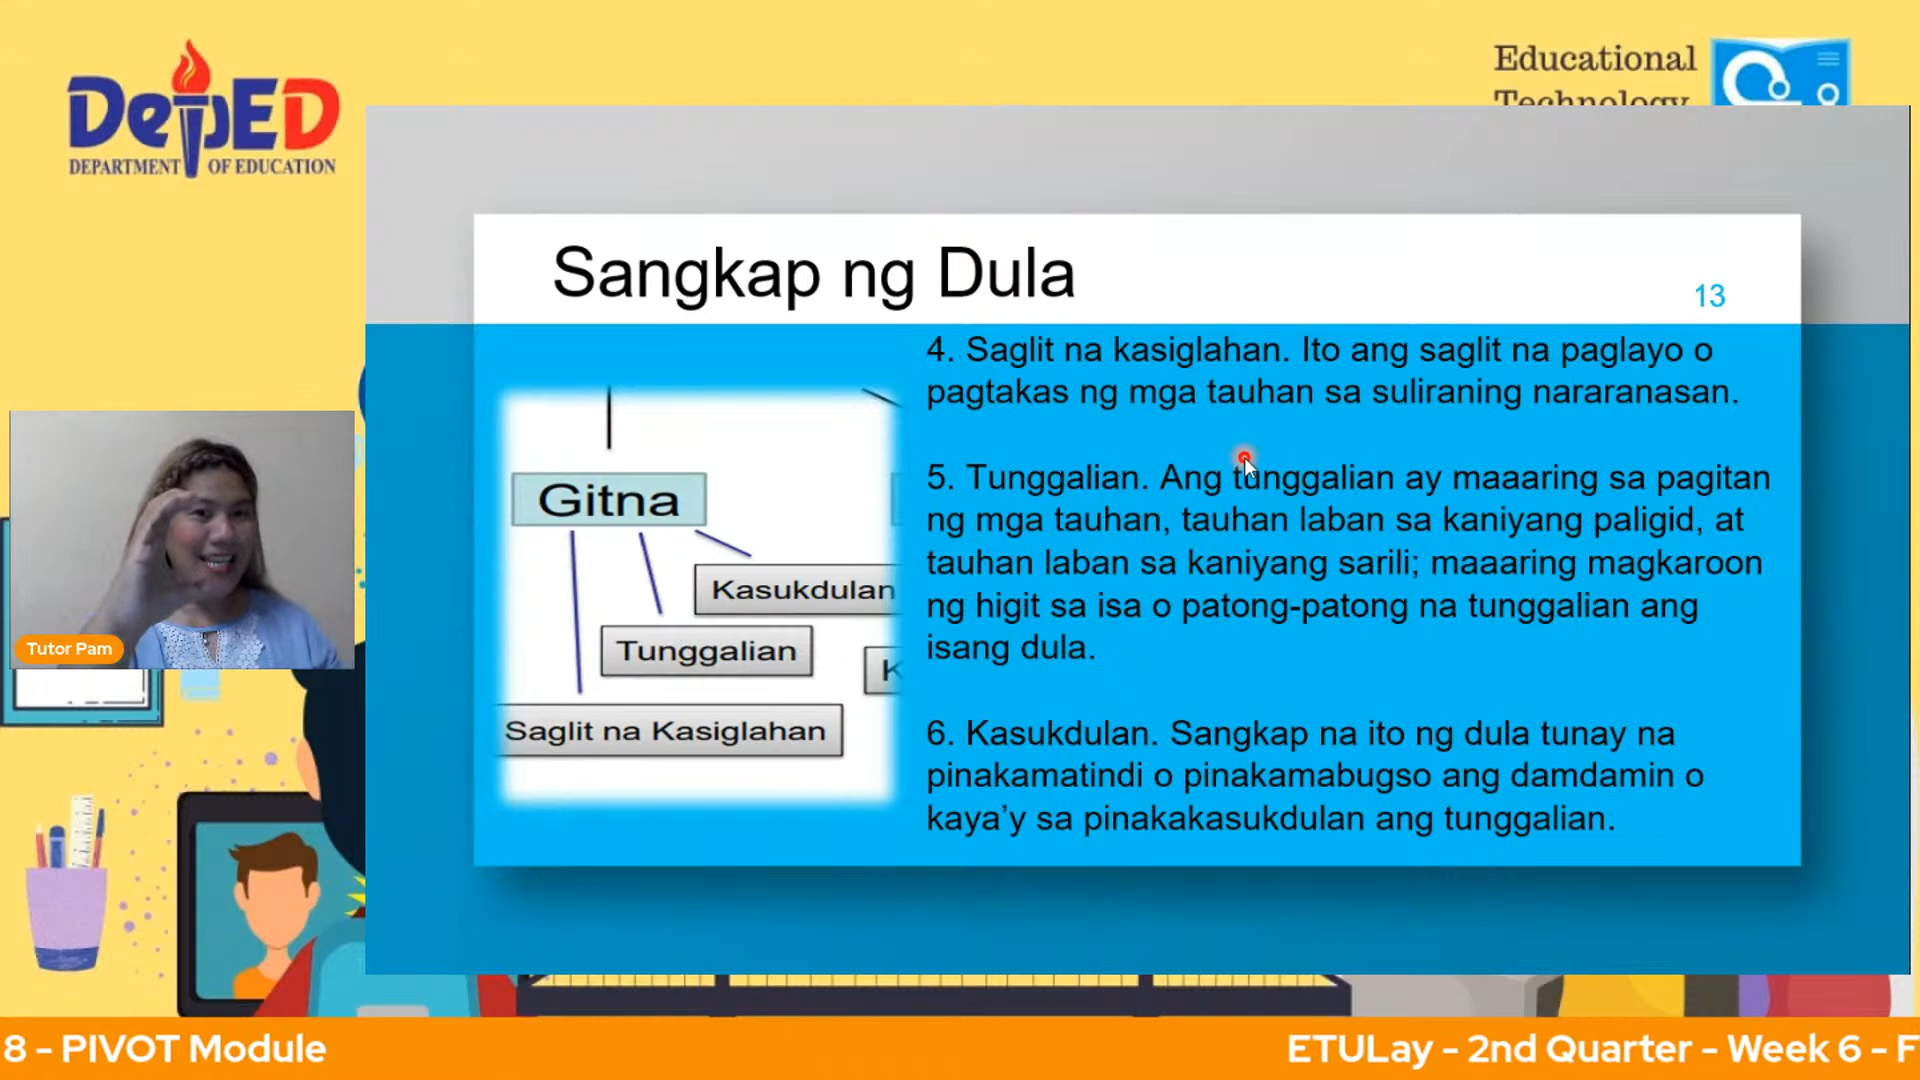 DepED
DEPARTMENT OF EDUCATION
Educational
Technology
Sangkap ng Dula
13
4. Saglit na kasiglahan. Ito ang saglit na paglayo o
pagtakas ng mga tauhan sa suliraning nararanasan.
5. Tunggalian. Ang tunggalian ay maaaring sa pagitan
ng mga tauhan, tauhan laban sa kaniyang paligid, at
tauhan laban sa kaniyang sarili; maaaring magkaroon
ng higit sa isa o patong-patong na tunggalian ang
isang dula.
6. Kasukdulan. Sangkap na ito ng dula tunay na
pinakamatindi o pinakamabugso ang damdamin o
kaya’y sa pinakakasukdulan ang tunggalian.
Gitna
Kasukdulan
Tunggalian
K
Saglit na Kasiglahan
Tutor Pam
8 - PIVOT Module
ETULay - 2nd Quarter - Week 6 - F